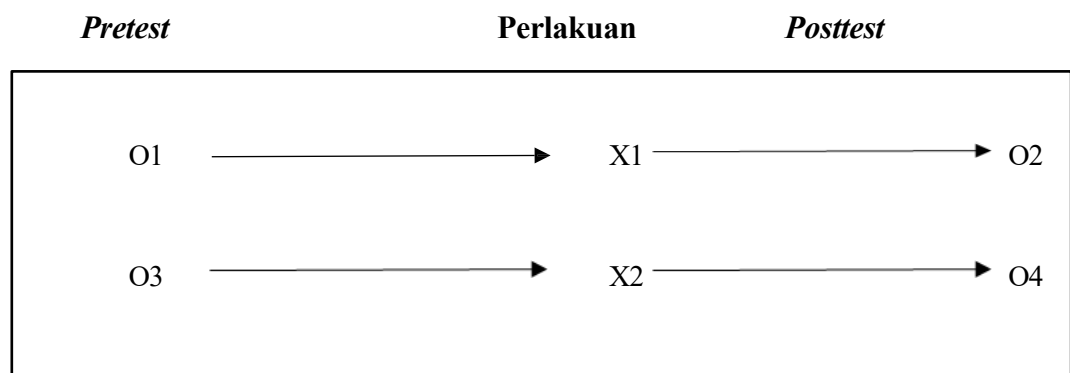 Pretest Perlakuan Posttest
O1 X1 O2
O3 X2 O4